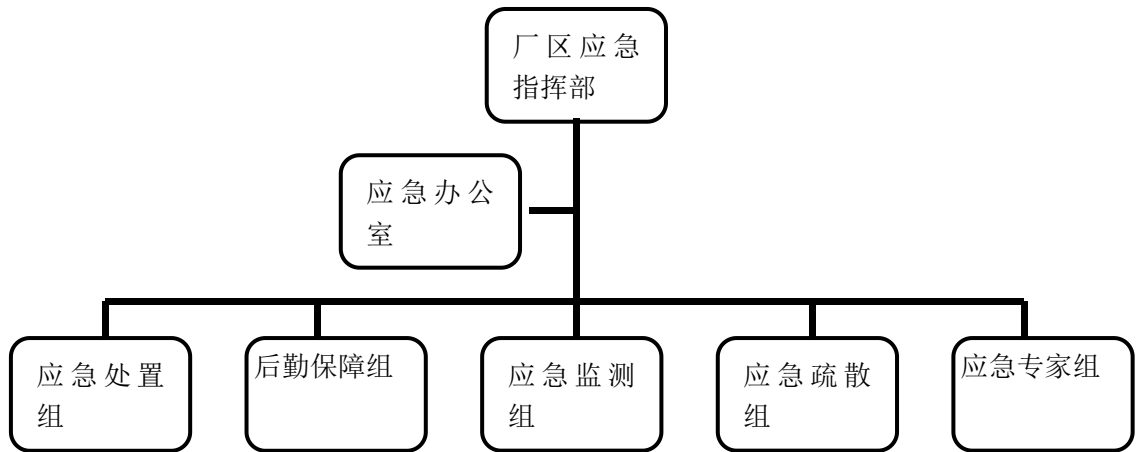 厂区应急
指挥部
应急办公
室
应急处置
组
后勤保障组
应急监测
组
应急疏散
组
应急专家组